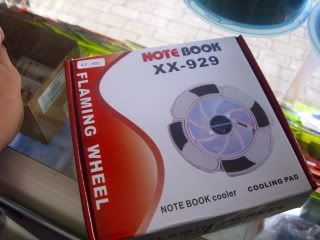 NOTE BOOK
XX-929
FLAMING WHEEL
NOTE BOOK cooler
COOLING PAD